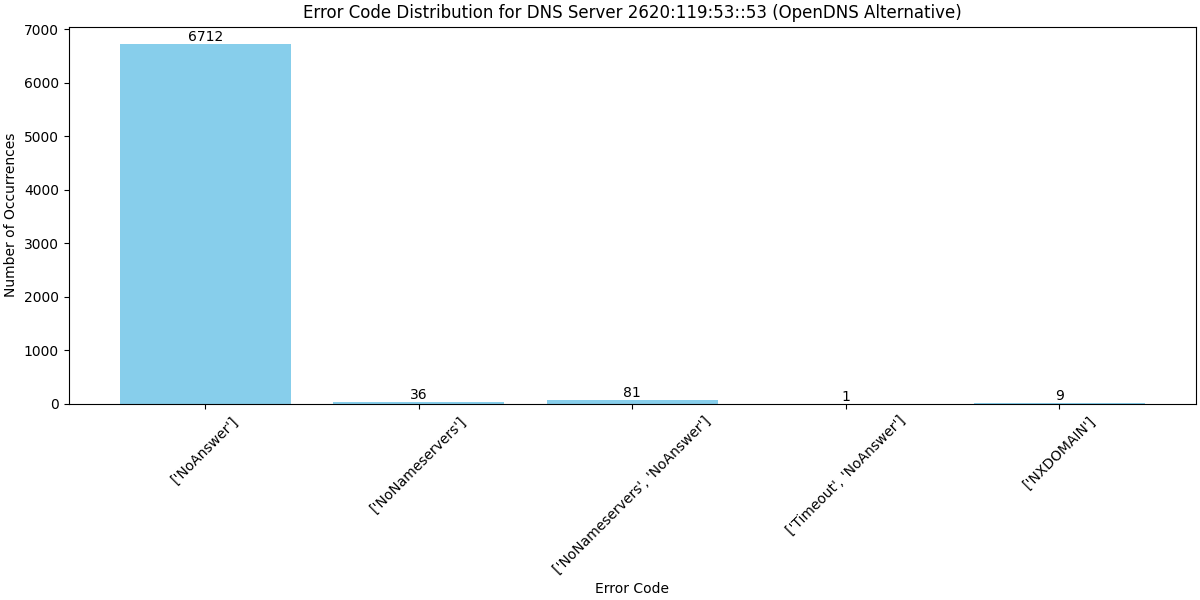 Error Code Distribution for DNS Server 2620:119:53::53 (OpenDNS Alternative)
Number of Occurrences
7000
6000
5000
4000
3000
2000
1000
0
6712
36
81
1
9
['NoAnswer']
['NoNameservers']
['NoNameservers', 'NoAnswer']
['Timeout', 'NoAnswer']
['NXDOMAIN']
Error Code